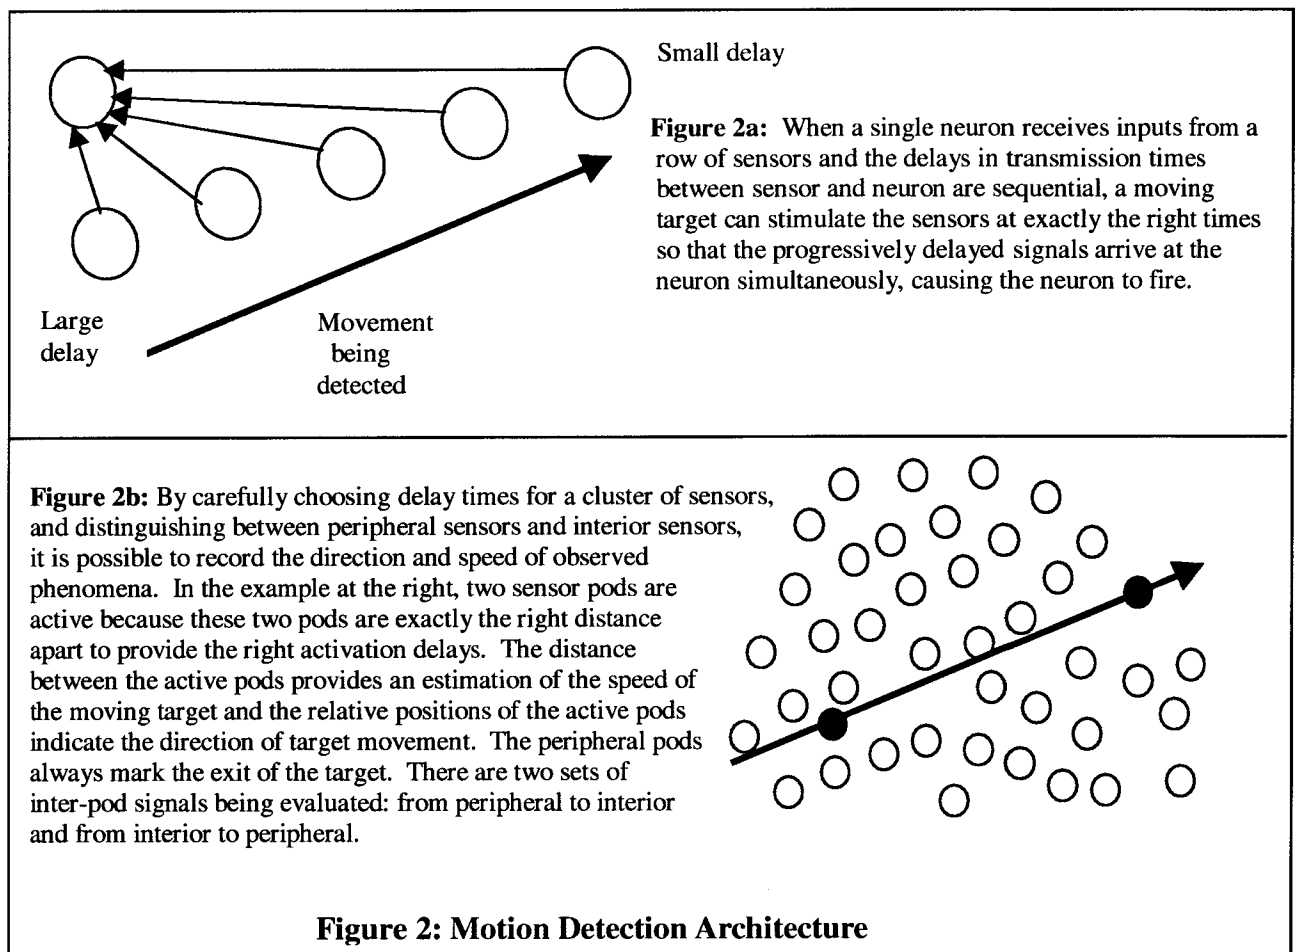 Small delay
Figure 2a: When a single neuron receives inputs from a
row of sensors and the delays in transmission times
between sensor and neuron are sequential, a moving
target can stimulate the sensors at exactly the right times
so that the progressively delayed signals arrive at the
neuron simultaneously, causing the neuron to fire.
Large
delay
Movement
being
detected
Figure 2b: By carefully choosing delay times for a cluster of sensors,
and distinguishing between peripheral sensors and interior sensors,
it is possible to record the direction and speed of observed
phenomena. In the example at the right, two sensor pods are
active because these two pods are exactly the right distance
apart to provide the right activation delays. The distance
between the active pods provides an estimation of the speed of
the moving target and the relative positions of the active pods
indicate the direction of target movement. The peripheral pods
always mark the exit of the target. There are two sets of
inter-pod signals being evaluated: from peripheral to interior
and from interior to peripheral.
Figure 2: Motion Detection Architecture